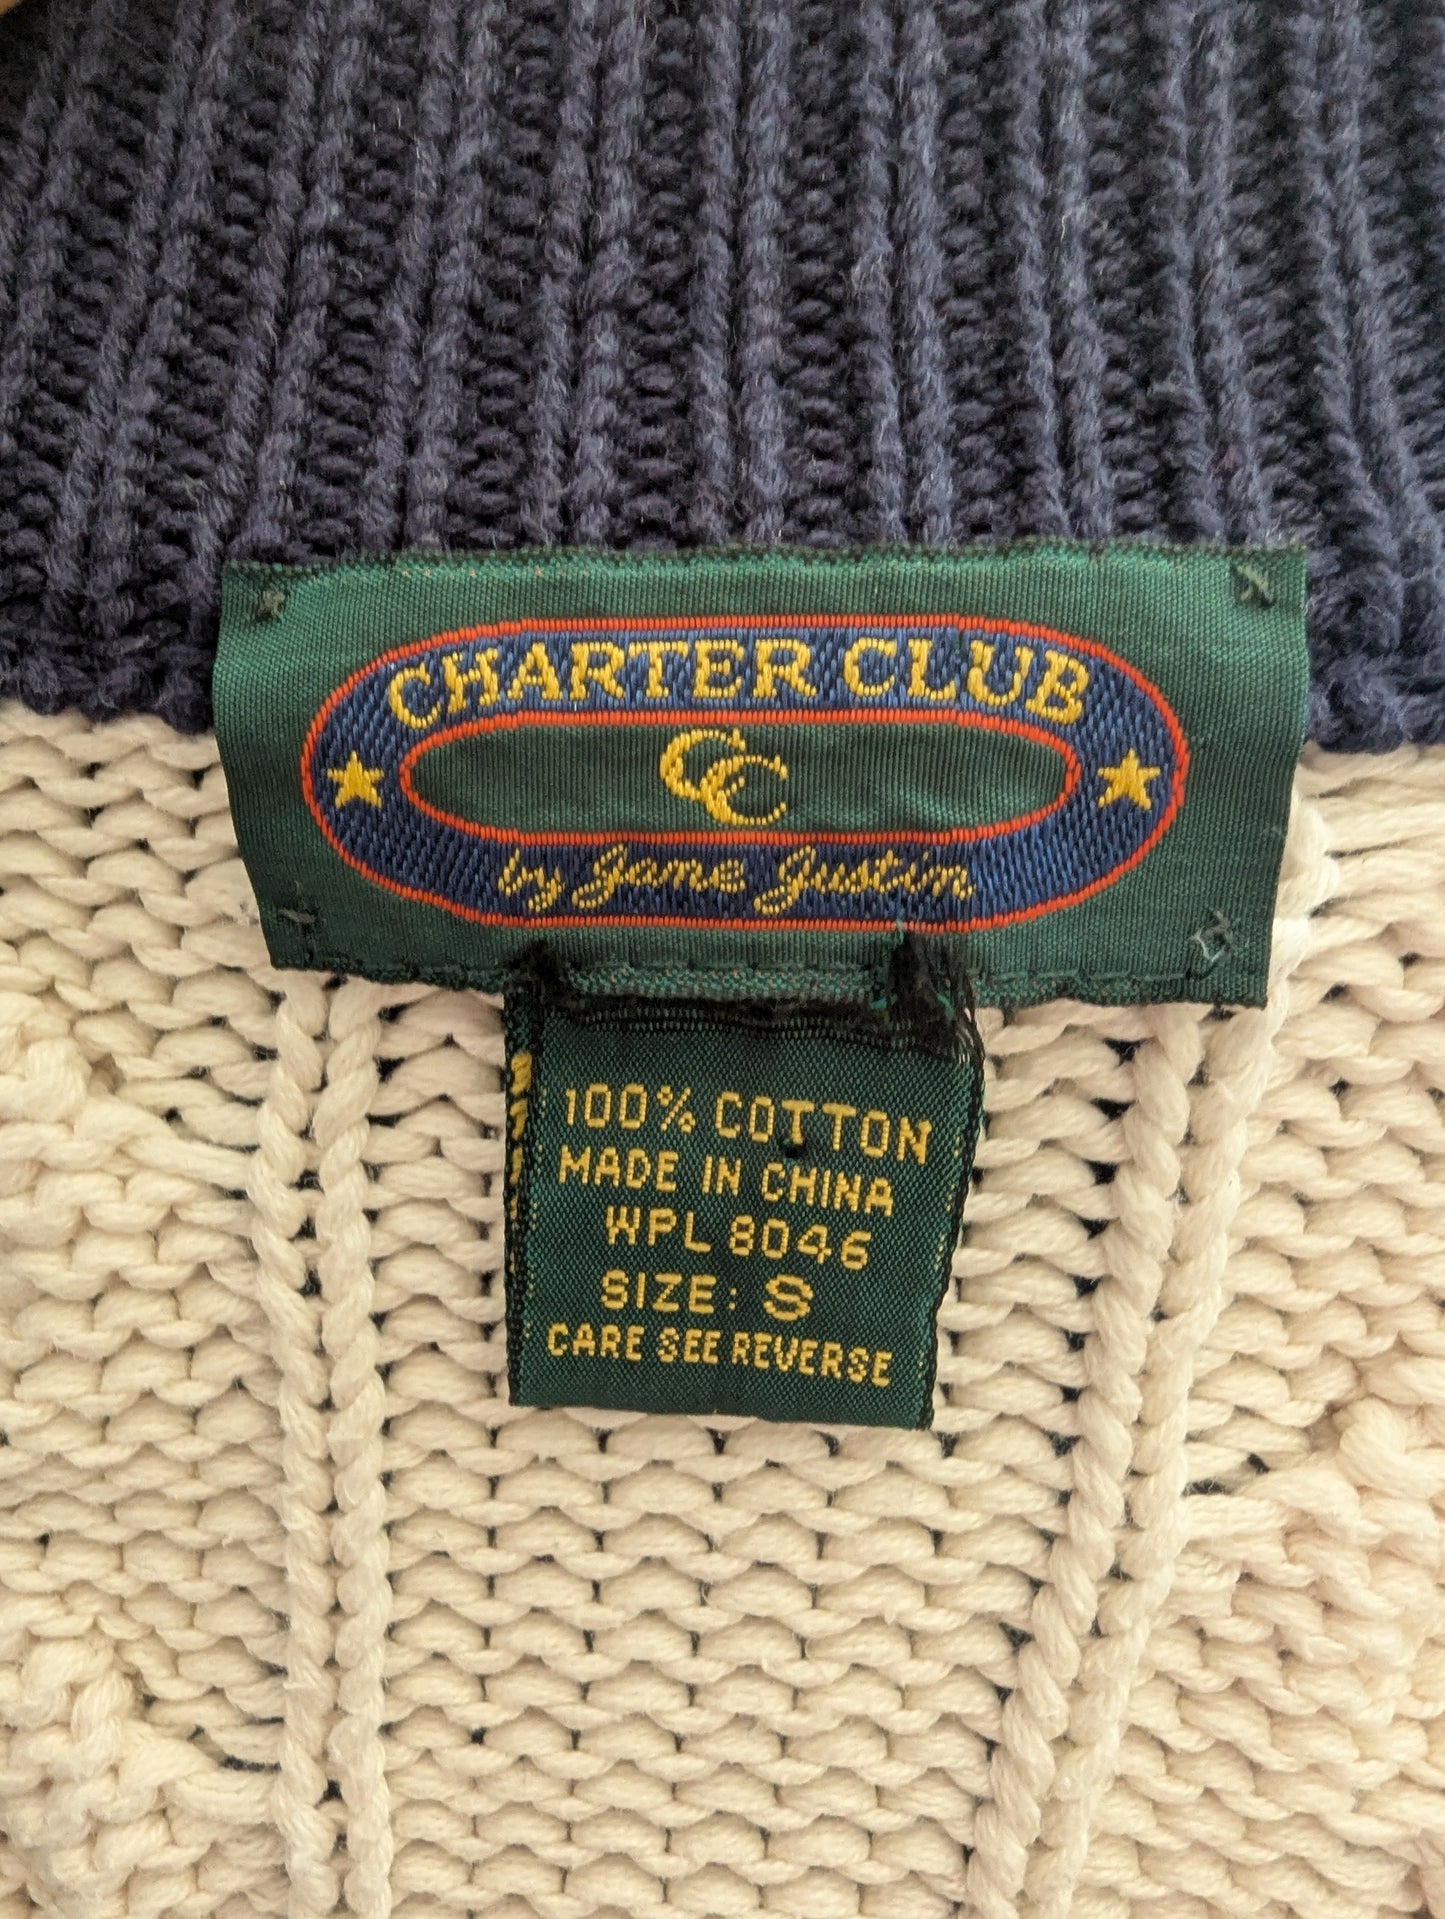 CHARTER CLUB
CC
by Jane Justin
100% COTTON
MADE IN CHINA
WPL 8046
SIZE: S
CARE SEE REVERSE